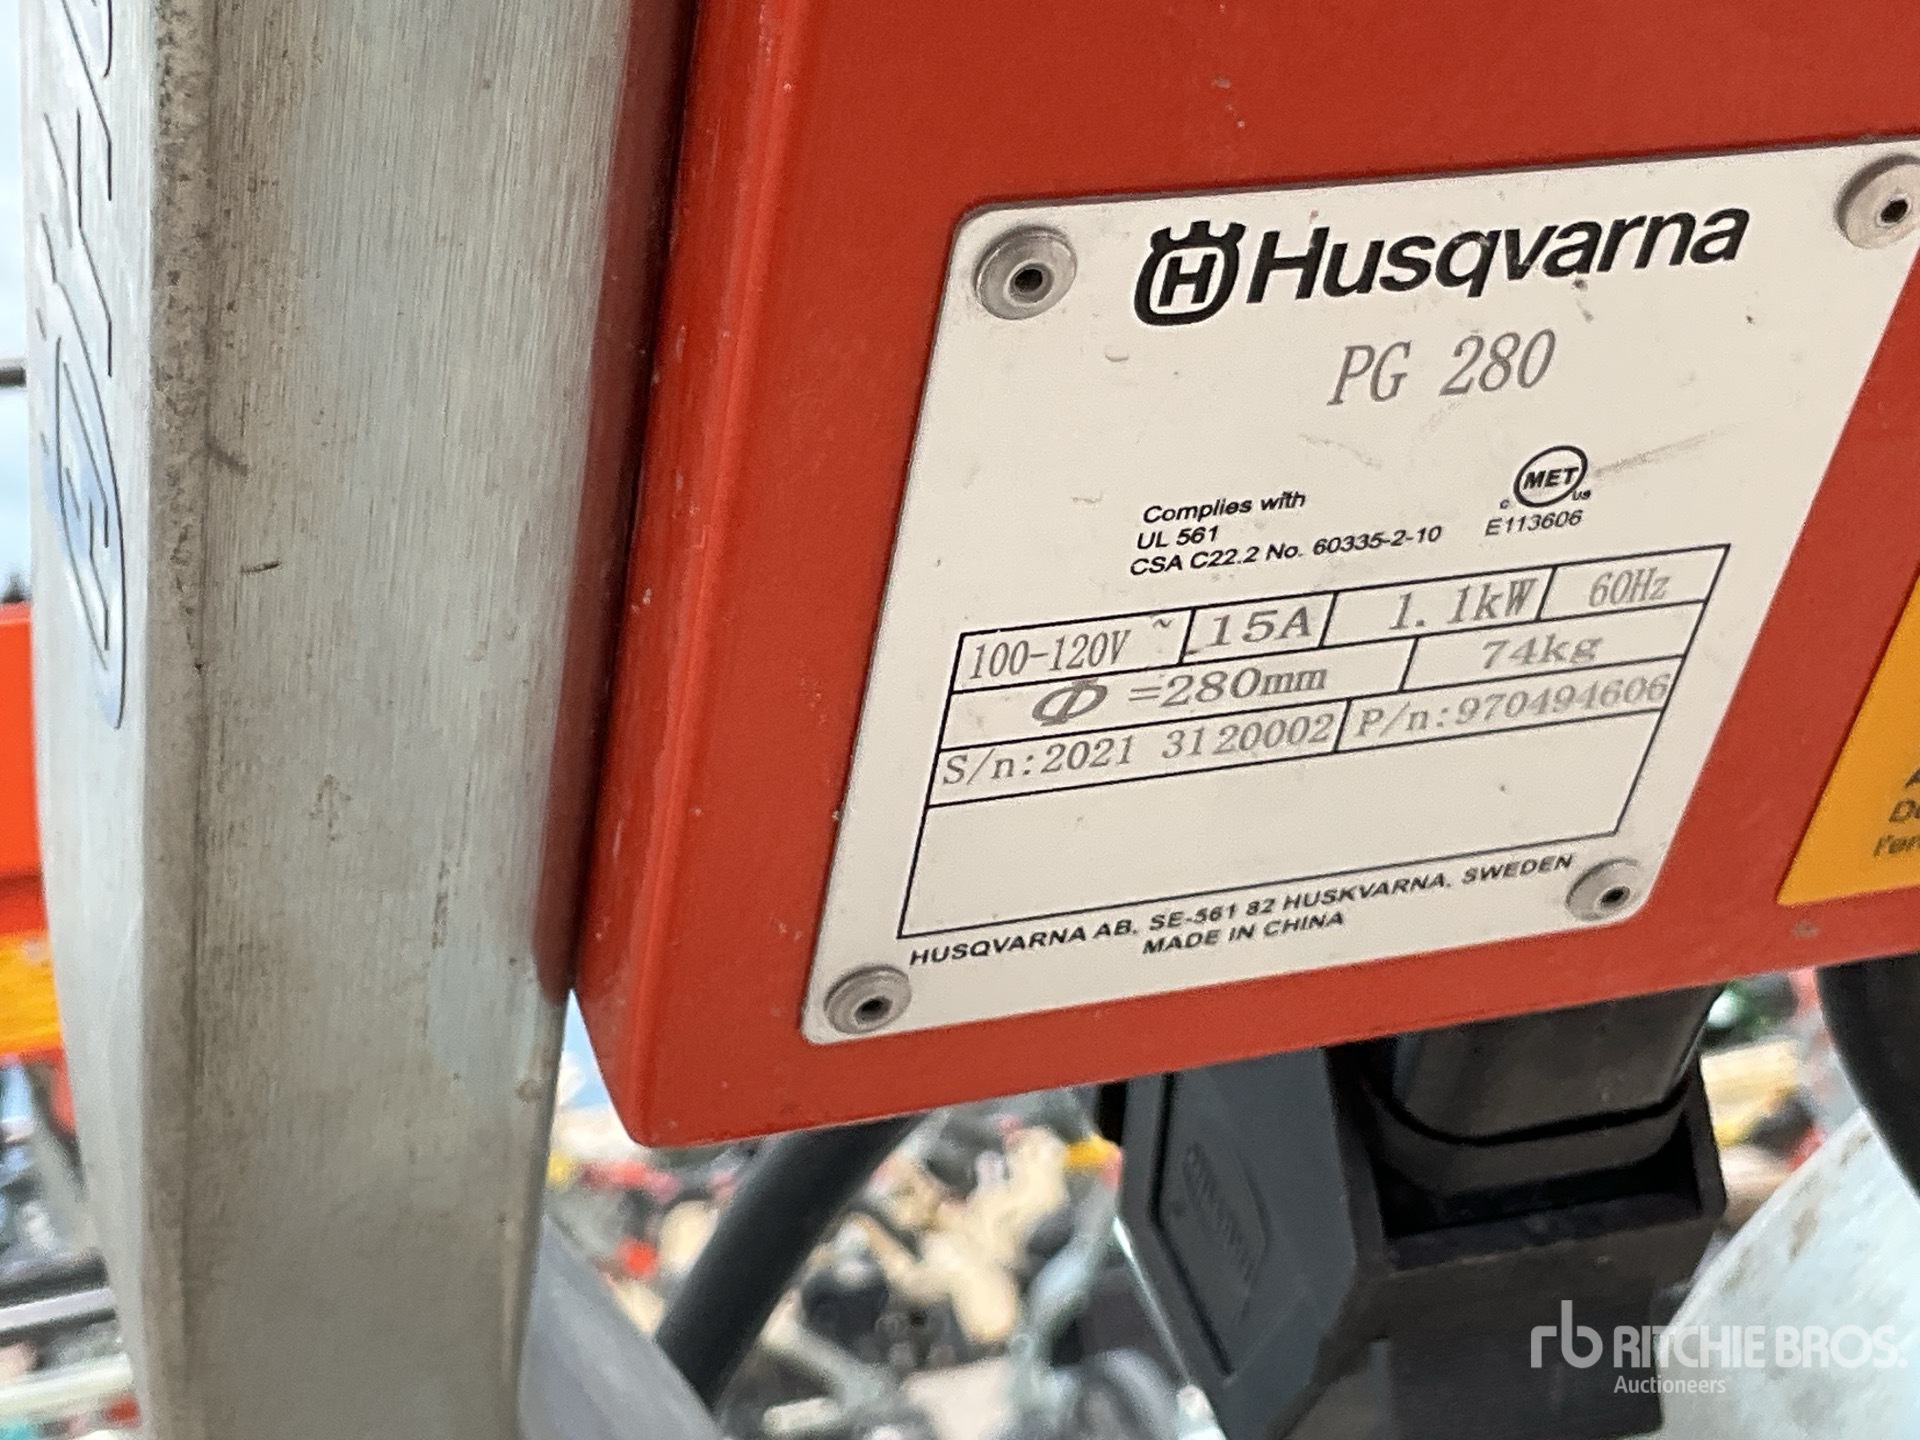 Husqvarna
PG 280
MET
c us
E113606
Complies with
UL 561
CSA C22.2 No. 60335-2-10
100-120V ~ 15A 1.1kW 60Hz
Φ=280mm 74kg
S/n:2021 3120002 P/n:970494606
HUSQVARNA AB, SE-561 82 HUSKVARNA, SWEDEN
MADE IN CHINA
rb RITCHIE BROS.
Auctioneers